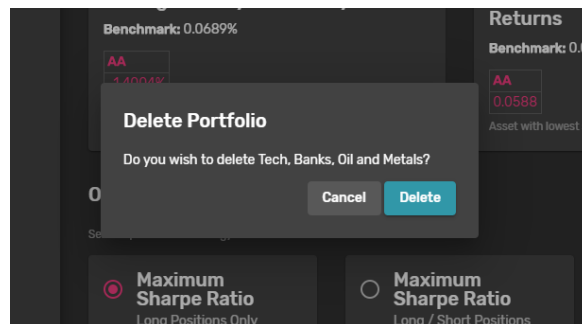 Benchmark: 0.0689%
AA
Returns
Benchmark: 0.0
AA
0.0588
Asset with lowest
Delete Portfolio
Do you wish to delete Tech, Banks, Oil and Metals?
Cancel
Delete
O
Se
Maximum
Sharpe Ratio
Long Positions Only
Maximum
Sharpe Ratio
Long / Short Positions